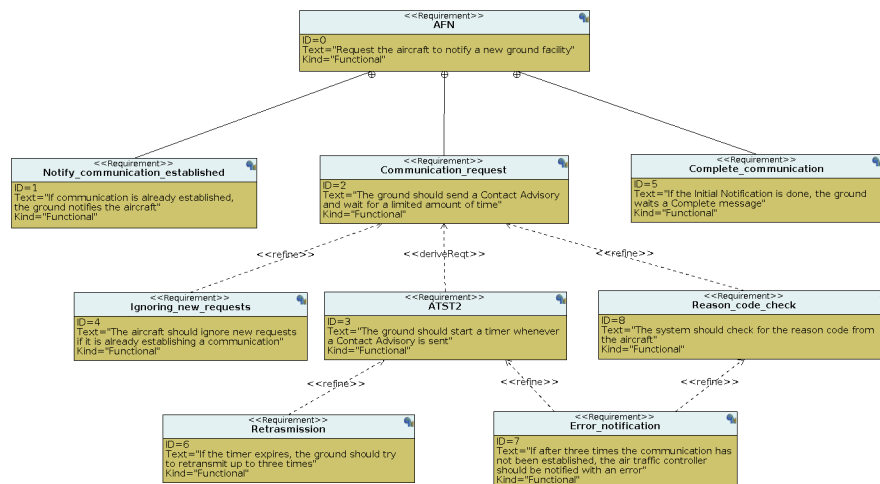 <<Requirement>>
AFN
ID=0
Text="Request the aircraft to notify a new ground facility"
Kind="Functional"
<<Requirement>>
Notify_communication_established
ID=1
Text="If communication is already established,
the ground notifies the aircraft"
Kind="Functional"
<<Requirement>>
Communication_request
ID=2
Text="The ground should send a Contact Advisory
and wait for a limited amount of time"
Kind="Functional"
<<Requirement>>
Complete_communication
ID=5
Text="If the Initial Notification is done, the ground
waits a Complete message"
Kind="Functional"
<<refine>>
<<deriveReqt>>
<<refine>>
<<Requirement>>
Ignoring_new_requests
ID=4
Text="The aircraft should ignore new requests
if it is already establishing a communication"
Kind="Functional"
<<Requirement>>
ATST2
ID=3
Text="The ground should start a timer whenever
a Contact Advisory is sent"
Kind="Functional"
<<Requirement>>
Reason_code_check
ID=8
Text="The system should check for the reason code from
the aircraft"
Kind="Functional"
<<refine>>
<<refine>>
<<refine>>
<<Requirement>>
Retrasmission
ID=6
Text="If the timer expires, the ground should try
to retransmit up to three times"
Kind="Functional"
<<Requirement>>
Error_notification
ID=7
Text="If after three times the communication has
not been established, the air traffic controller
should be notified with an error"
Kind="Functional"